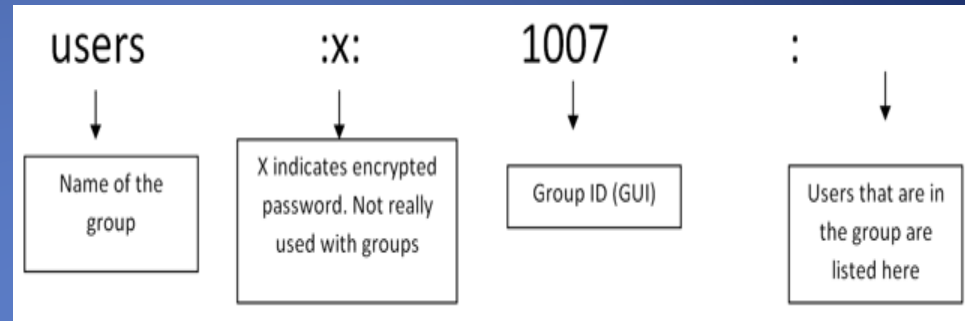 users :x: 1007 :
Name of the
group
X indicates encrypted
password. Not really
used with groups
Group ID (GUI)
Users that are in
the group are
listed here